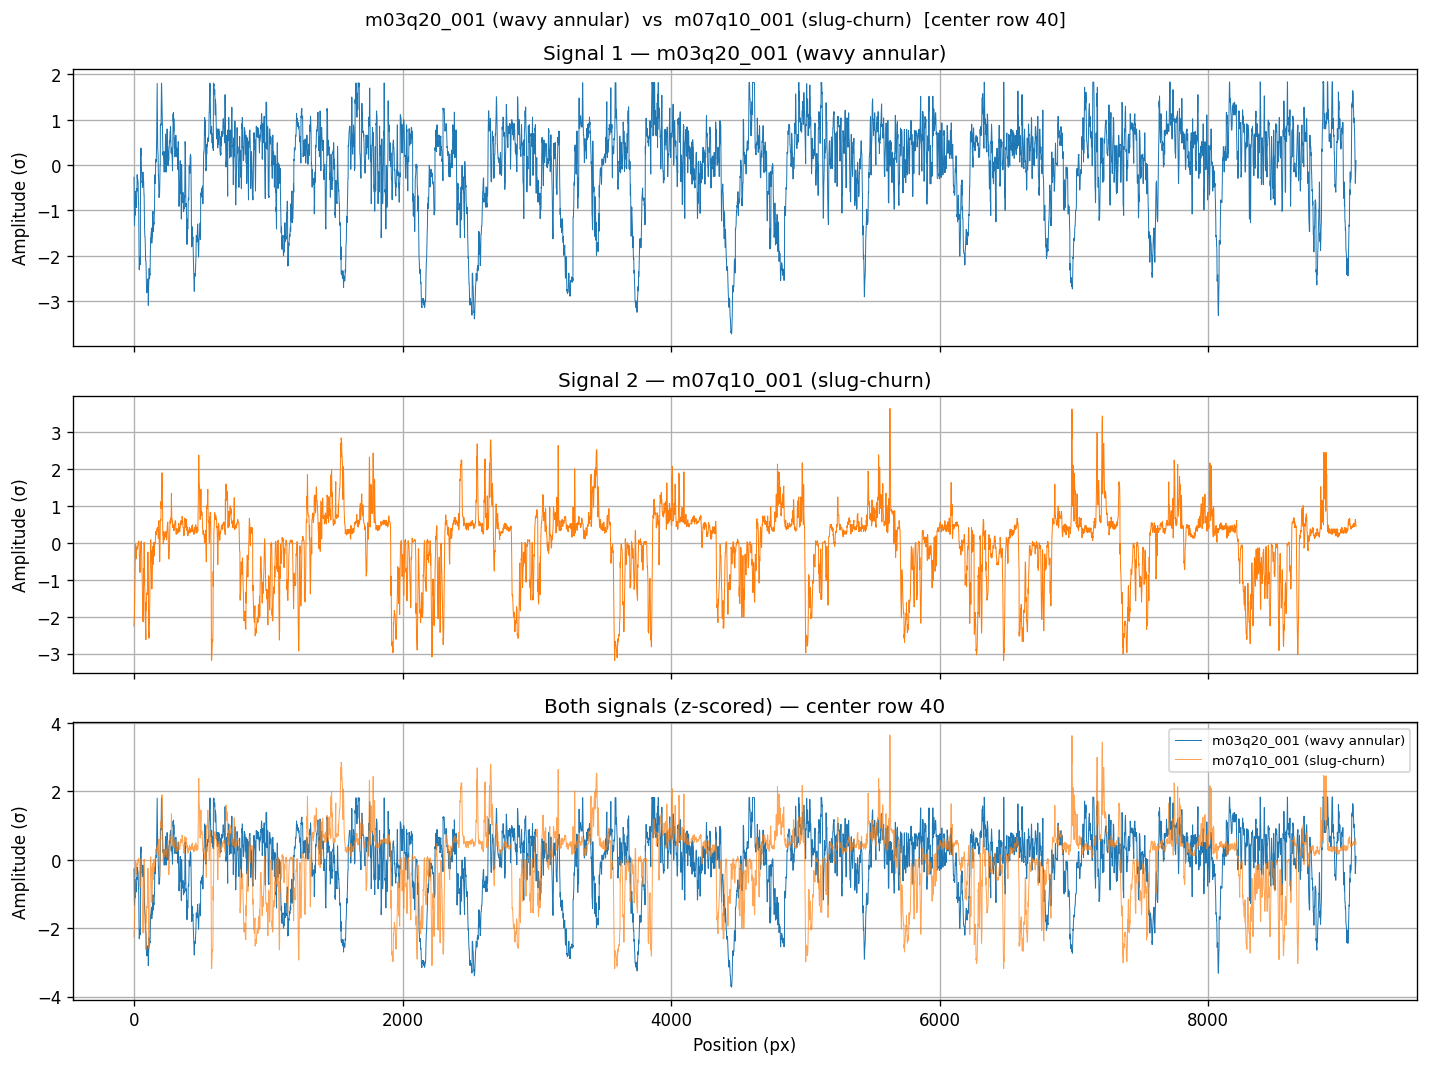 m03q20_001 (wavy annular)  vs  m07q10_001 (slug-churn)  [center row 40]
Signal 1 — m03q20_001 (wavy annular)
2
1
0
−1
−2
−3
Amplitude (σ)
Signal 2 — m07q10_001 (slug-churn)
3
2
1
0
−1
−2
−3
Amplitude (σ)
Both signals (z-scored) — center row 40
m03q20_001 (wavy annular)
m07q10_001 (slug-churn)
4
2
0
−2
−4
Amplitude (σ)
0 2000 4000 6000 8000
Position (px)